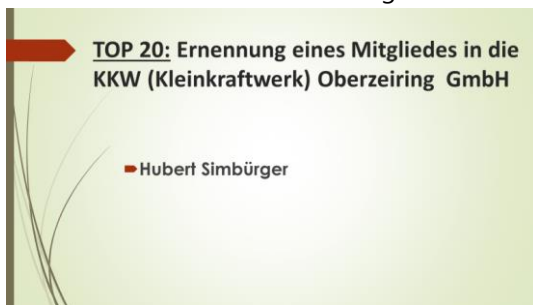 TOP 20: Ernennung eines Mitgliedes in die
KKW (Kleinkraftwerk) Oberzeiring GmbH
Hubert Simbürger